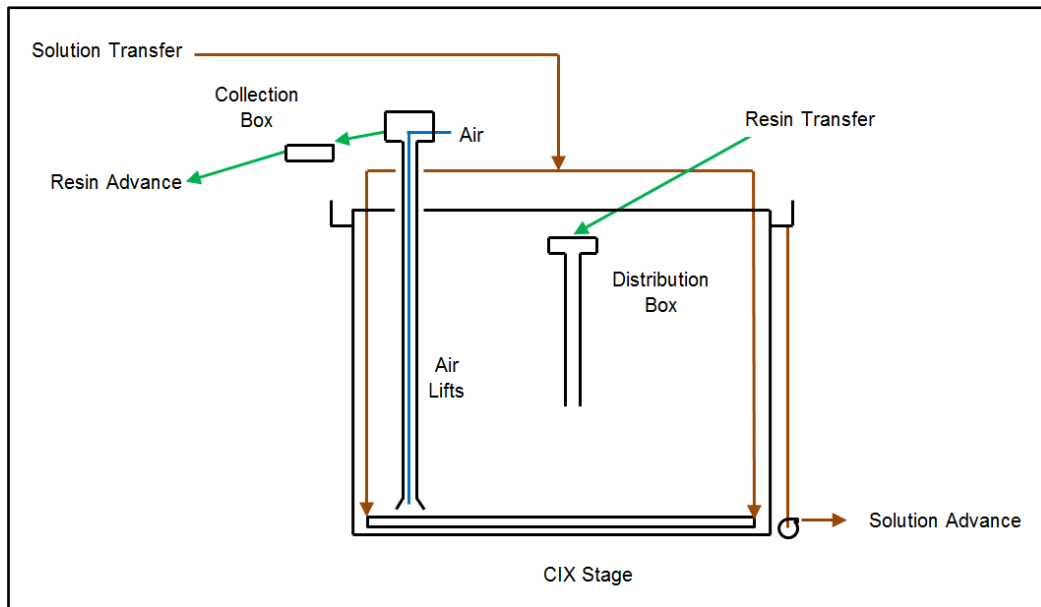 Solution Transfer
Collection
Box
Air
Resin Transfer
Resin Advance
Distribution
Box
Air
Lifts
Solution Advance
CIX Stage